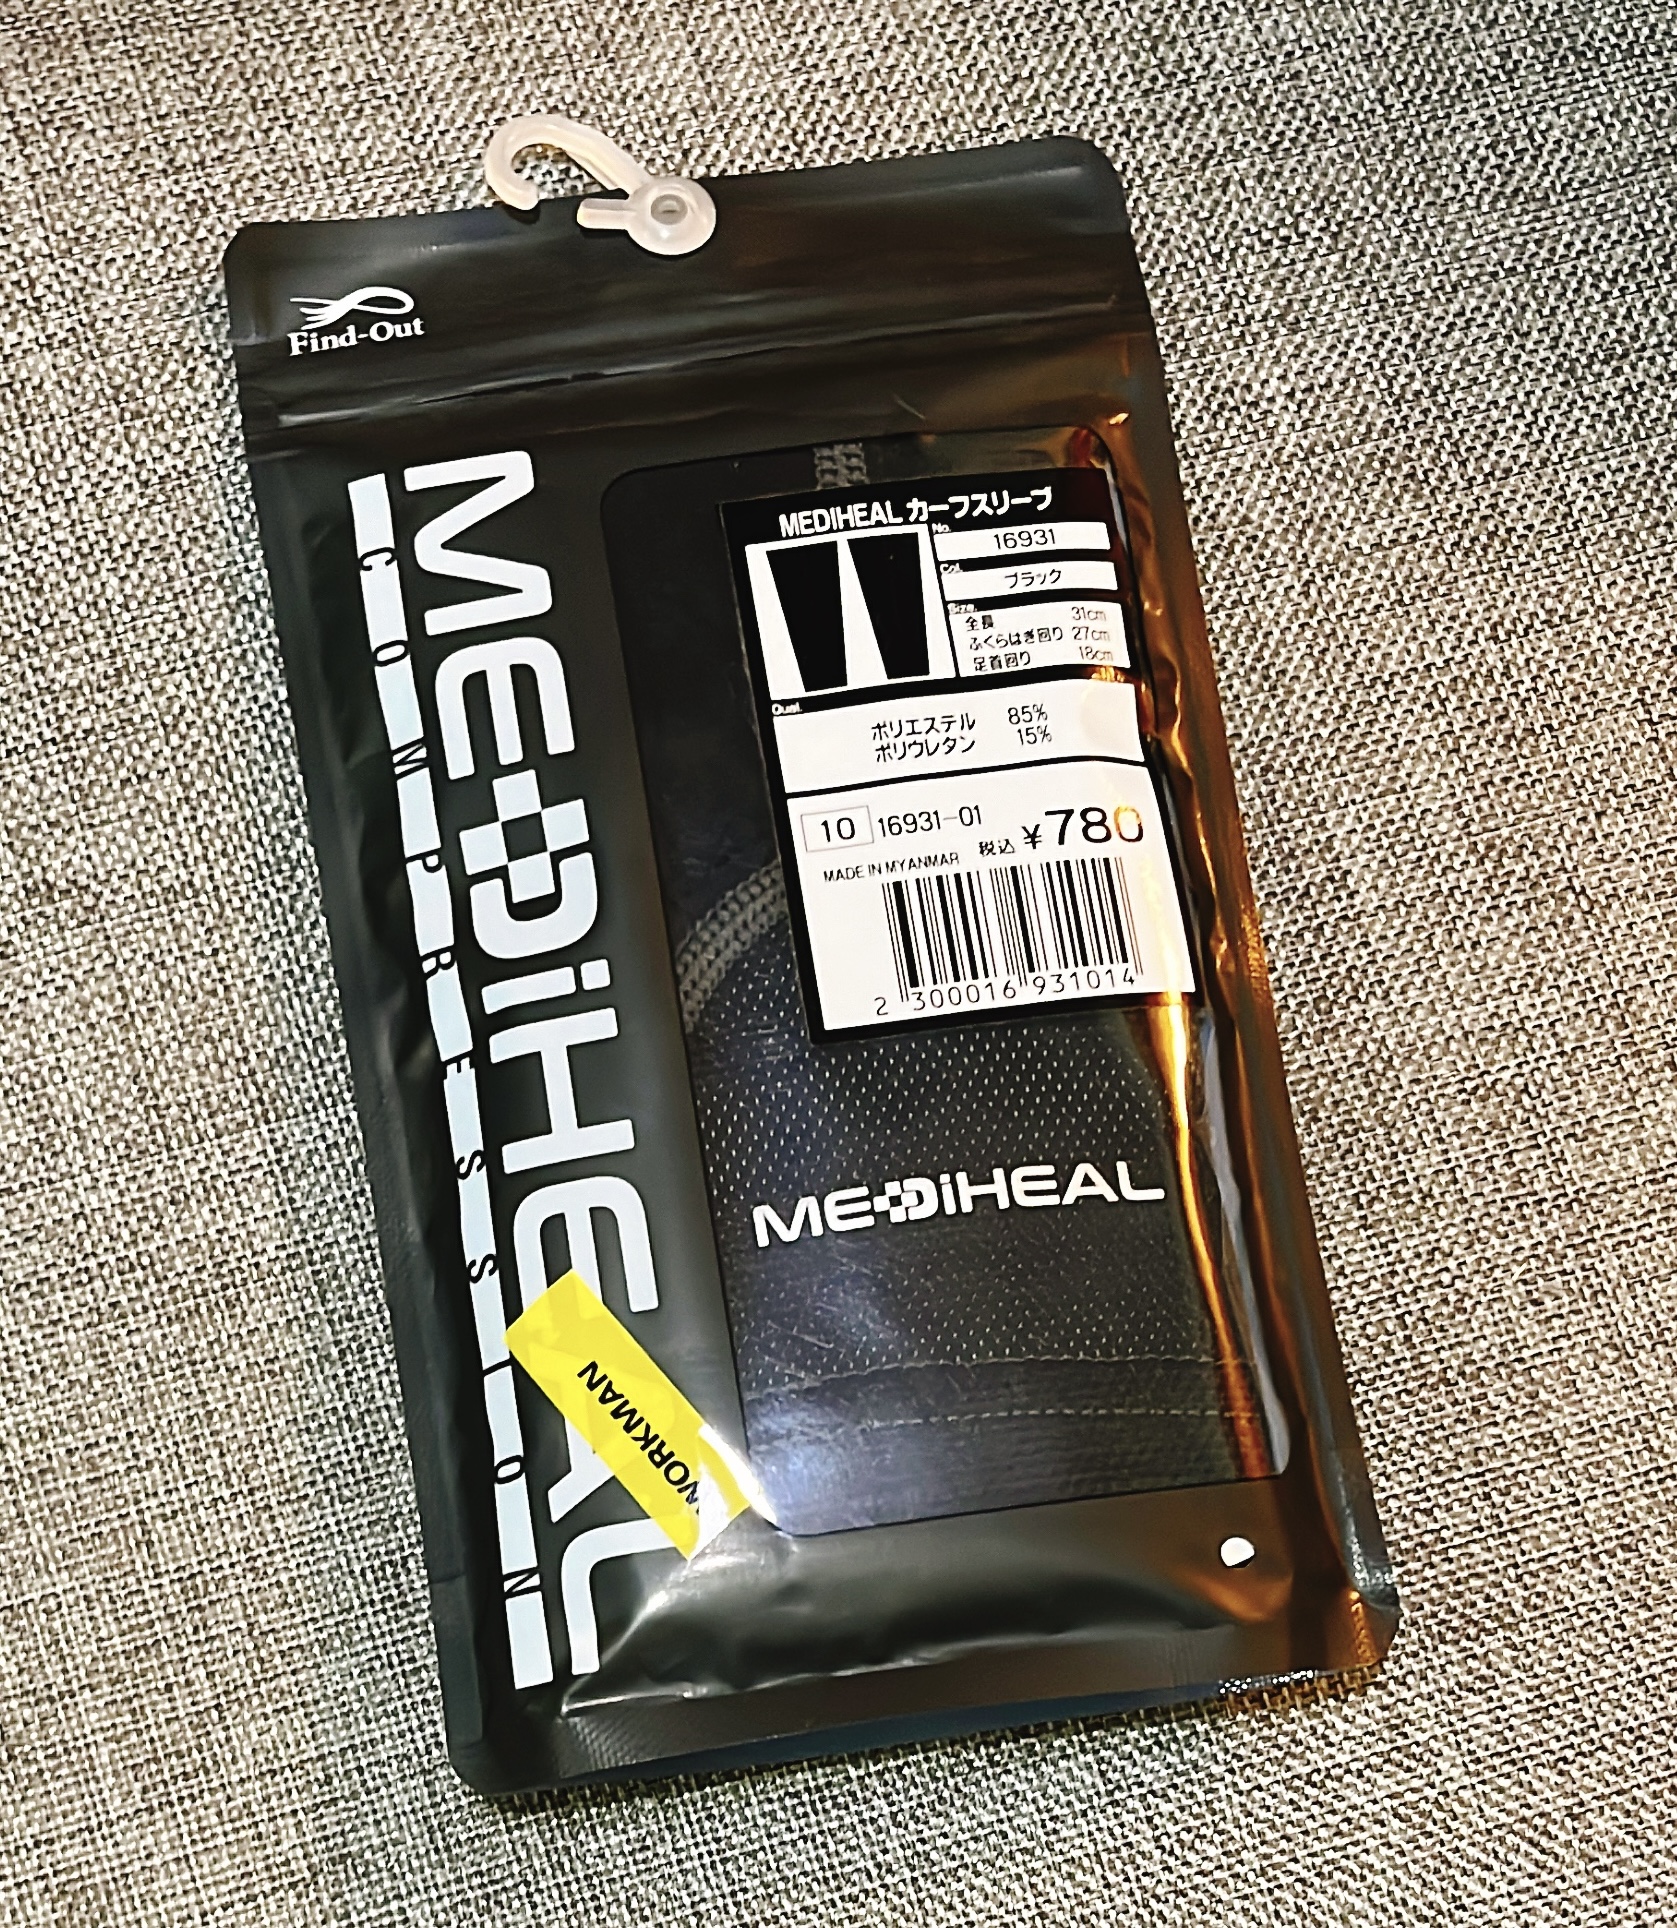 Find-Out
MEDiHEAL
COMPRESSION
MEDIHEAL カーフスリーブ
No.
16931
Col.
ブラック
Size.
全長 31cm
ふくらはぎ回り 27cm
足首回り 18cm
Qual.
ポリエステル 85%
ポリウレタン 15%
10 16931-01 税込 ¥780
MADE IN MYANMAR
2 300016 931014
MEDiHEAL
WORKMAN